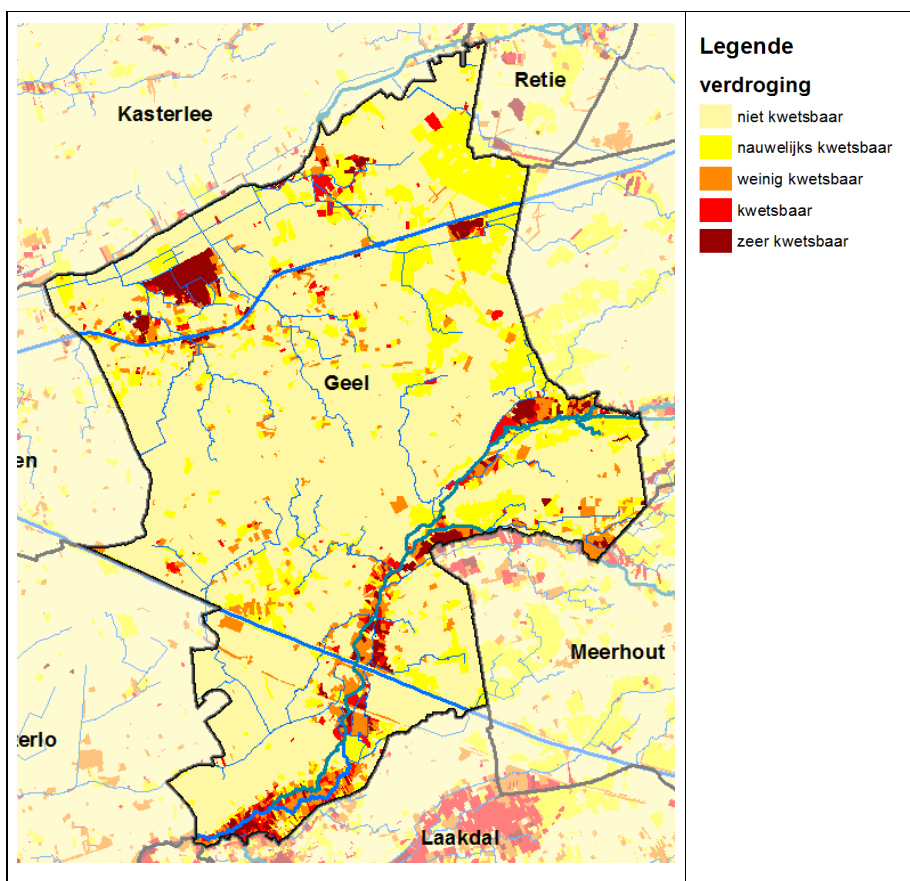 Legende
verdroging
niet kwetsbaar
nauwelijks kwetsbaar
weinig kwetsbaar
kwetsbaar
zeer kwetsbaar
Retie
Kasterlee
Geel
en
Meerhout
terlo
Laakdal